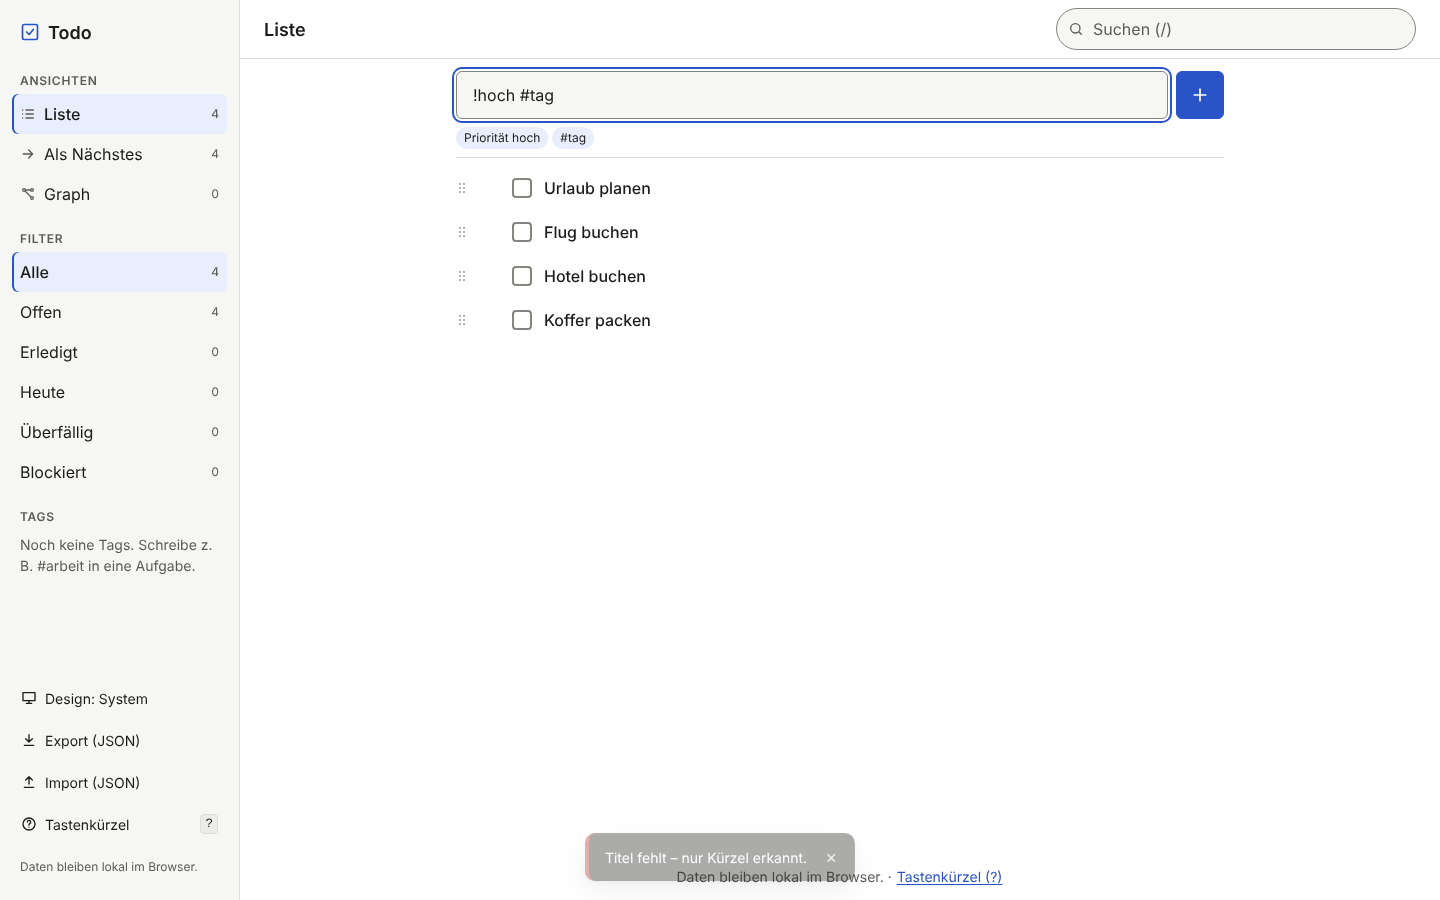 Todo
ANSICHTEN
Liste 4
Als Nächstes 4
Graph 0
FILTER
Alle 4
Offen 4
Erledigt 0
Heute 0
Überfällig 0
Blockiert 0
TAGS
Noch keine Tags. Schreibe z.
B. #arbeit in eine Aufgabe.
Design: System
Export (JSON)
Import (JSON)
Tastenkürzel ?
Daten bleiben lokal im Browser.
Liste
Suchen (/)
!hoch #tag
Priorität hoch #tag
Urlaub planen
Flug buchen
Hotel buchen
Koffer packen
Titel fehlt – nur Kürzel erkannt.
Daten bleiben lokal im Browser. · Tastenkürzel (?)